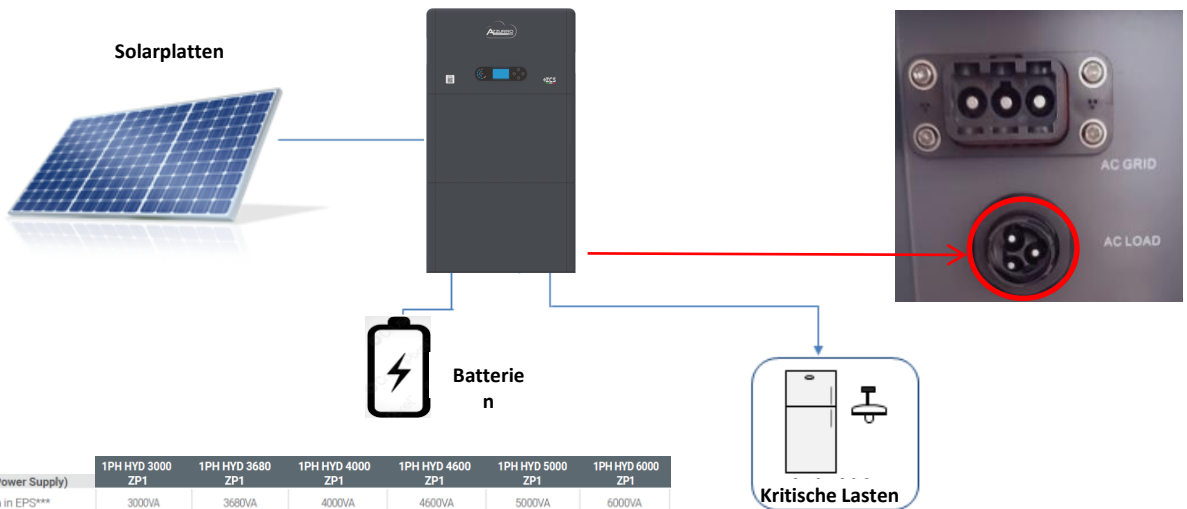 Solarplatten
AZZURRO
ZCS
AC GRID
AC LOAD
Batterie
n
1PH HYD 3000 1PH HYD 3680 1PH HYD 4000 1PH HYD 4600 1PH HYD 5000 1PH HYD 6000
Power Supply) ZP1 ZP1 ZP1 ZP1 ZP1 ZP1
in EPS*** 3000VA 3680VA 4000VA 4600VA 5000VA 6000VA
Kritische Lasten